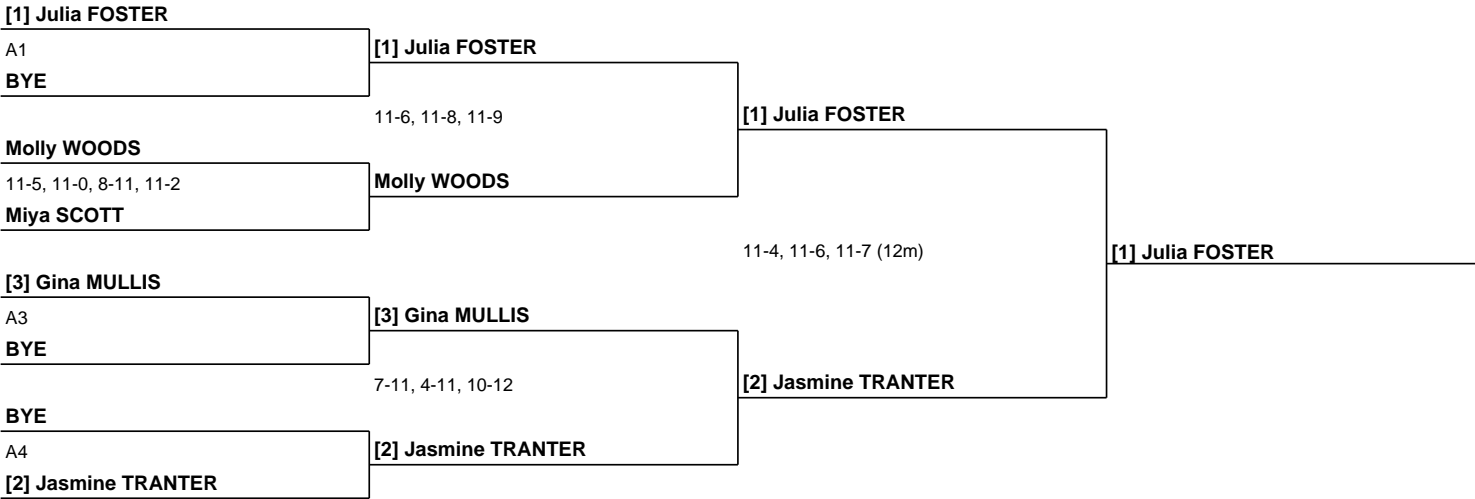 [1] Julia FOSTER
A1
[1] Julia FOSTER
BYE
11-6, 11-8, 11-9
[1] Julia FOSTER
Molly WOODS
11-5, 11-0, 8-11, 11-2
Molly WOODS
Miya SCOTT
11-4, 11-6, 11-7 (12m)
[1] Julia FOSTER
[3] Gina MULLIS
A3
[3] Gina MULLIS
BYE
7-11, 4-11, 10-12
[2] Jasmine TRANTER
BYE
A4
[2] Jasmine TRANTER
[2] Jasmine TRANTER